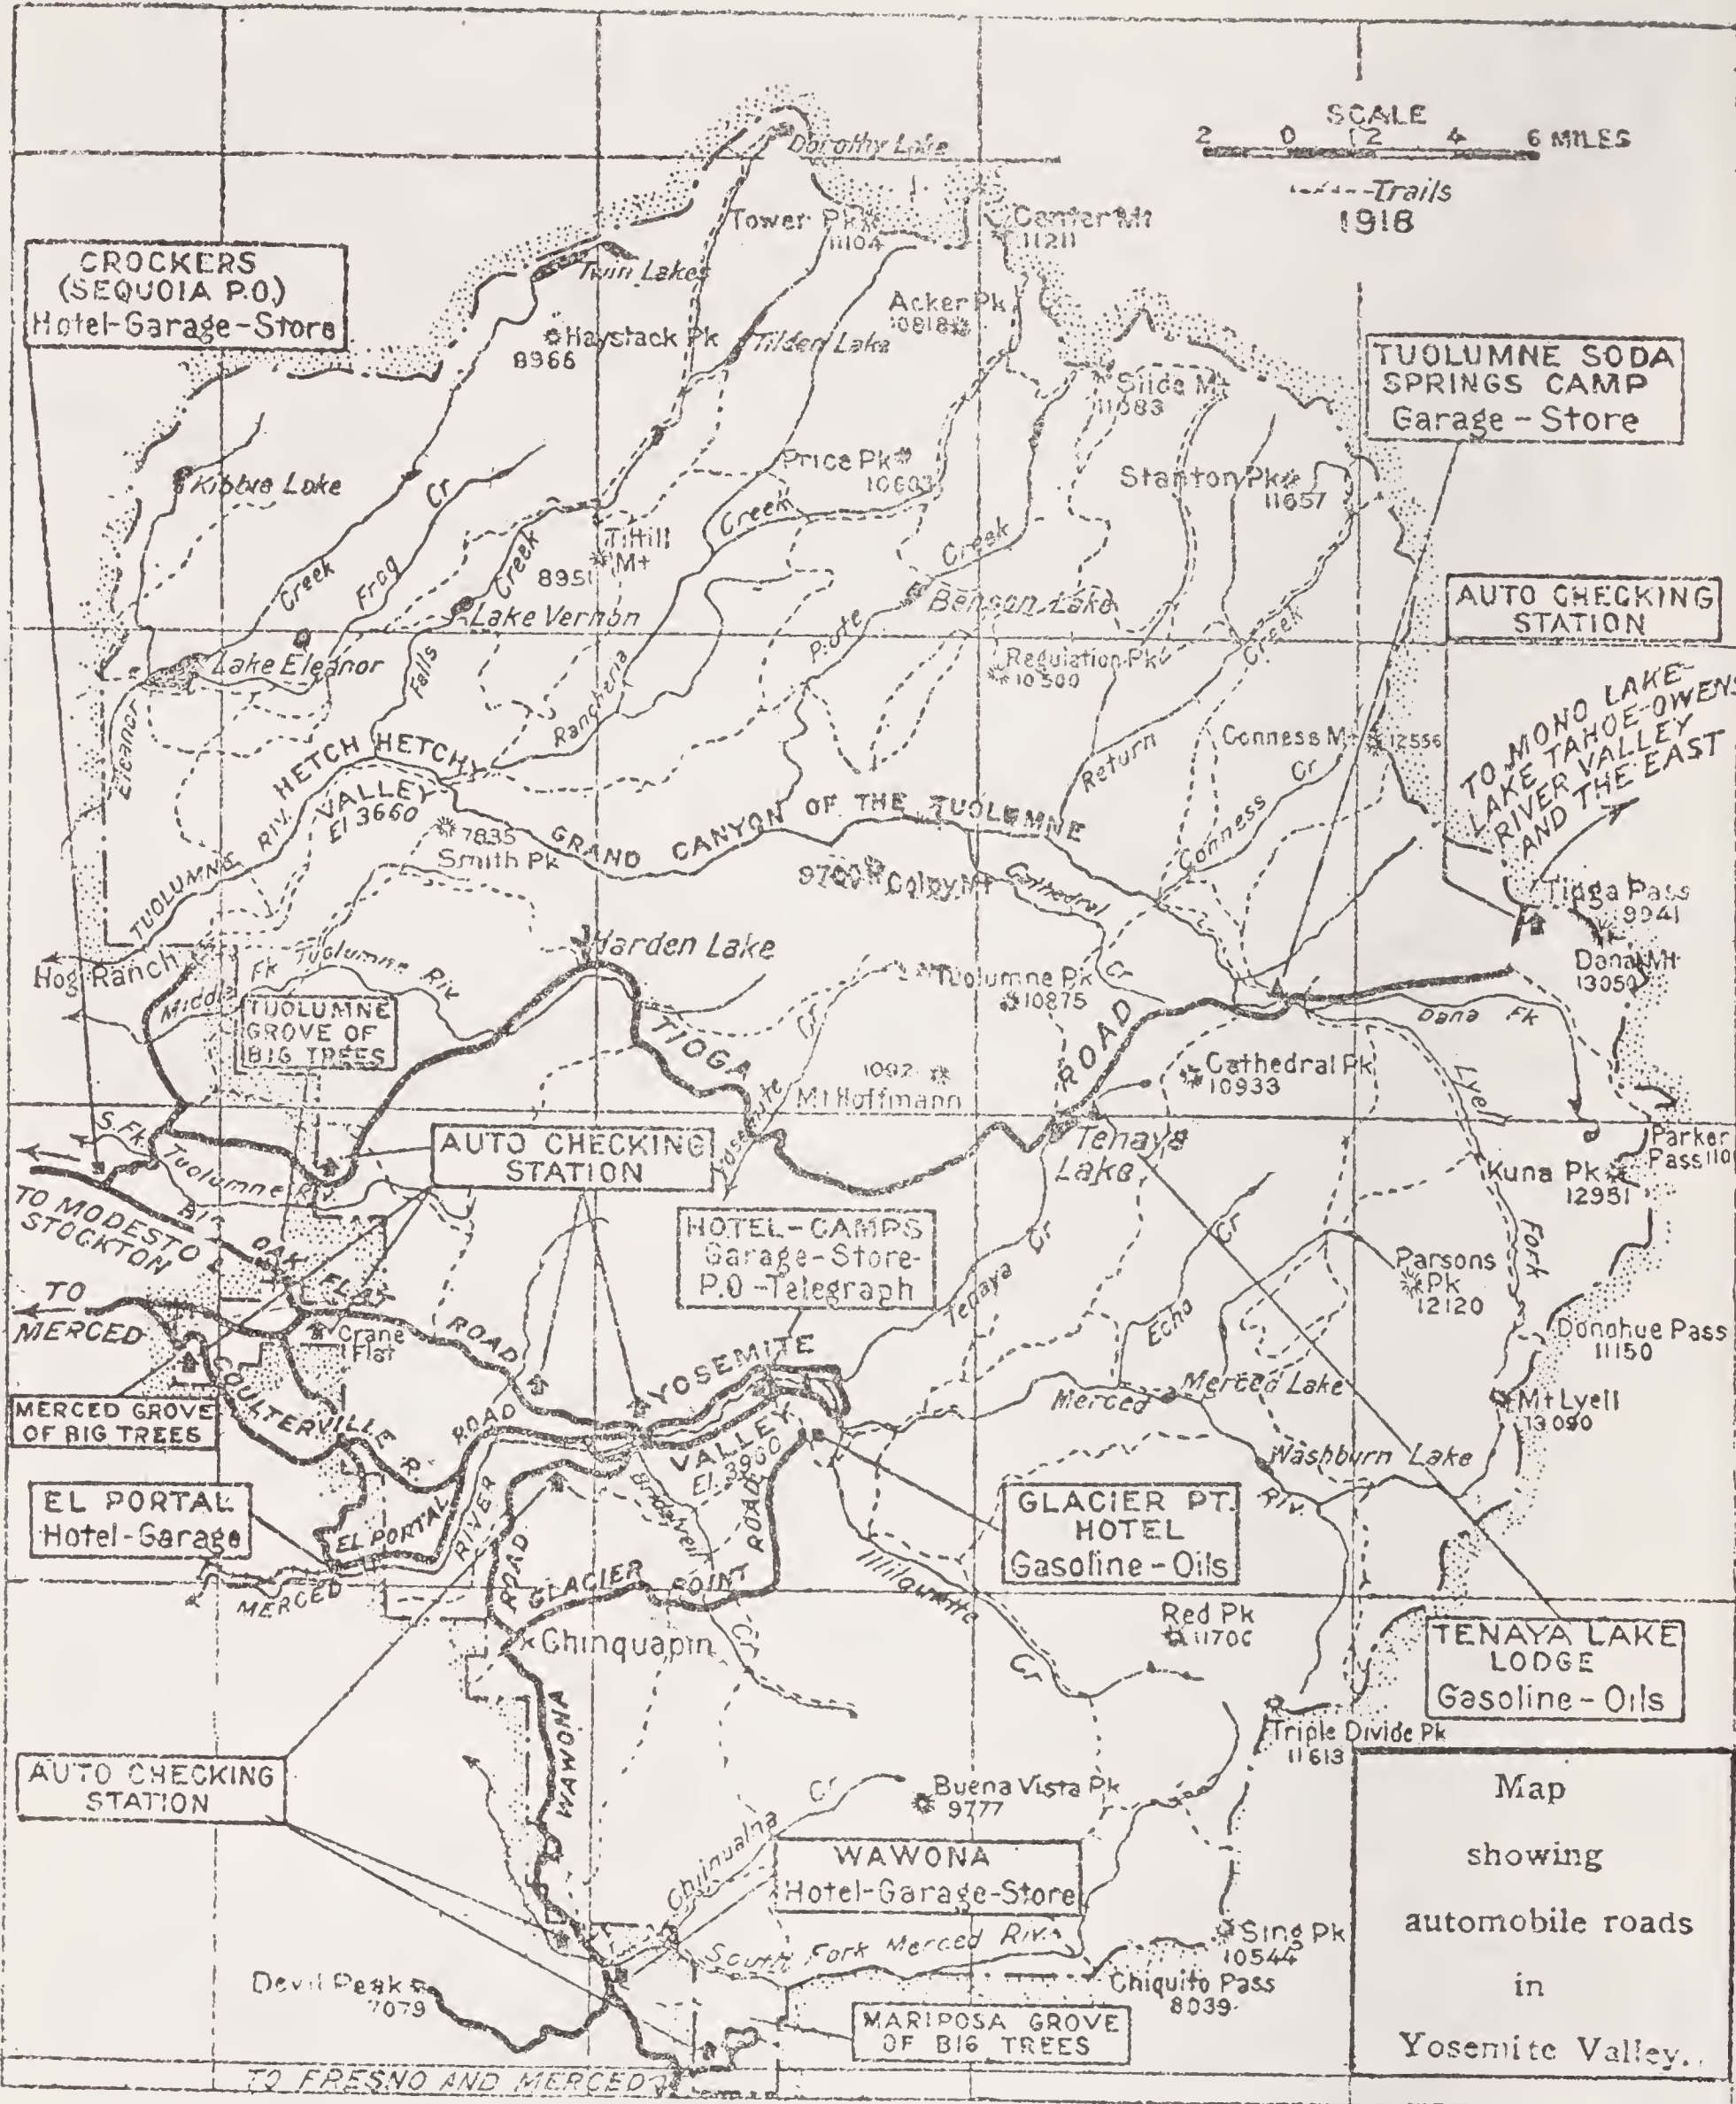 SCALE
2 0 2 4 6 MILES
Trails
1918
Dorothy Lake
Tower Pk
11104
Center Mt
11211
CROCKERS
(SEQUOIA P.O.)
Hotel-Garage-Store
Twin Lakes
Haystack Pk
8966
Tilden Lake
Acker Pk
10818
TUOLUMNE SODA
SPRINGS CAMP
Garage-Store
Slide Mt
Kibbie Lake
Price Pk
Stanton Pk
11657
Cr
Frog
Creek
Creek
Tiltill
Mt
8951
Creek
Creek
Lake Vernon
Benson Lake
Piute
AUTO CHECKING
STATION
Lake Eleanor
Eleanor
Falls
Rancheria
Regulation Pk
10500
Creek
Return
Conness Mt
12556
TO MONO LAKE-
LAKE TAHOE-OWENS
RIVER VALLEY
AND THE EAST
HETCH HETCHY
VALLEY
El 3660
TUOLUMNE RIV.
7835
Smith Pk
GRAND CANYON OF THE TUOLUMNE
9700
Colby Mt
Cathedral
Cr
Conness Cr
Tioga Pass
9941
Dana Mt
13050
Hog Ranch
Middle Fk Tuolumne Riv
Harden Lake
TUOLUMNE
GROVE OF
BIG TREES
Tuolumne Pk
10875
TIOGA
ROAD
Dana Fk
Cr
Mt Hoffmann
Cathedral Pk
10933
Lyell
Fork
S. Fk.
Tuolumne Riv.
AUTO CHECKING
STATION
Tenaya
Lake
Parker
Kuna Pk
12951
TO MODESTO
STOCKTON
BIG
OAK
FLAT
ROAD
HOTEL-CAMPS
Garage-Store-
P.O-Telegraph
Tenaya
Cr
Echo
Cr
Parsons
Pk
12120
TO
MERCED
Crane
Flat
Donohue Pass
11150
COULTERVILLE R.
YOSEMITE
VALLEY
El. 3960
Merced
Merced Lake
Mt Lyell
13090
MERCED GROVE
OF BIG TREES
ROAD
Washburn Lake
Riv.
EL PORTAL
Hotel-Garage
EL PORTAL
RIVER
MERCED
ROAD
Bridalveil
Cr
GLACIER POINT
ROAD
GLACIER PT.
HOTEL
Gasoline-Oils
Illilouette
Cr
Chinquapin
Red Pk
TENAYA LAKE
LODGE
Gasoline-Oils
WAWONA
Triple Divide Pk
11613
AUTO CHECKING
STATION
Chilnualna
Cr
Buena Vista Pk
9777
WAWONA
Hotel-Garage-Store
South Fork Merced Riv.
Sing Pk
10544
Chiquito Pass
8039
Devil Peak
7079
MARIPOSA GROVE
OF BIG TREES
TO FRESNO AND MERCED
Map
showing
automobile roads
in
Yosemite Valley.